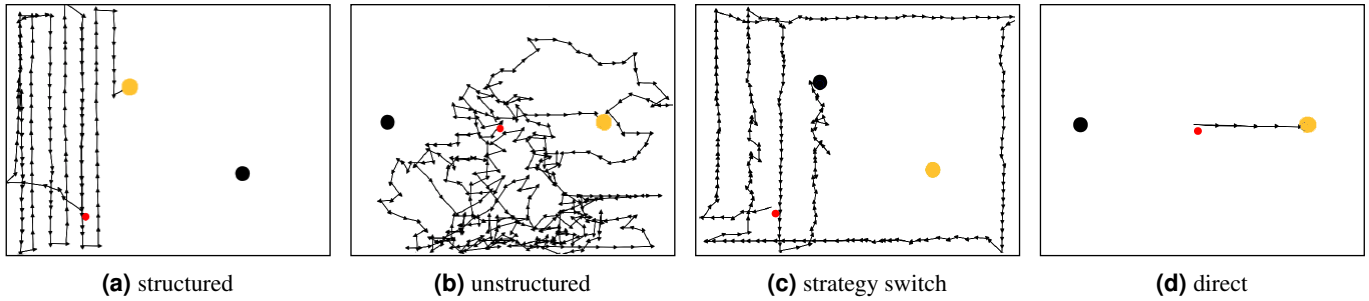 (a) structured
(b) unstructured
(c) strategy switch
(d) direct